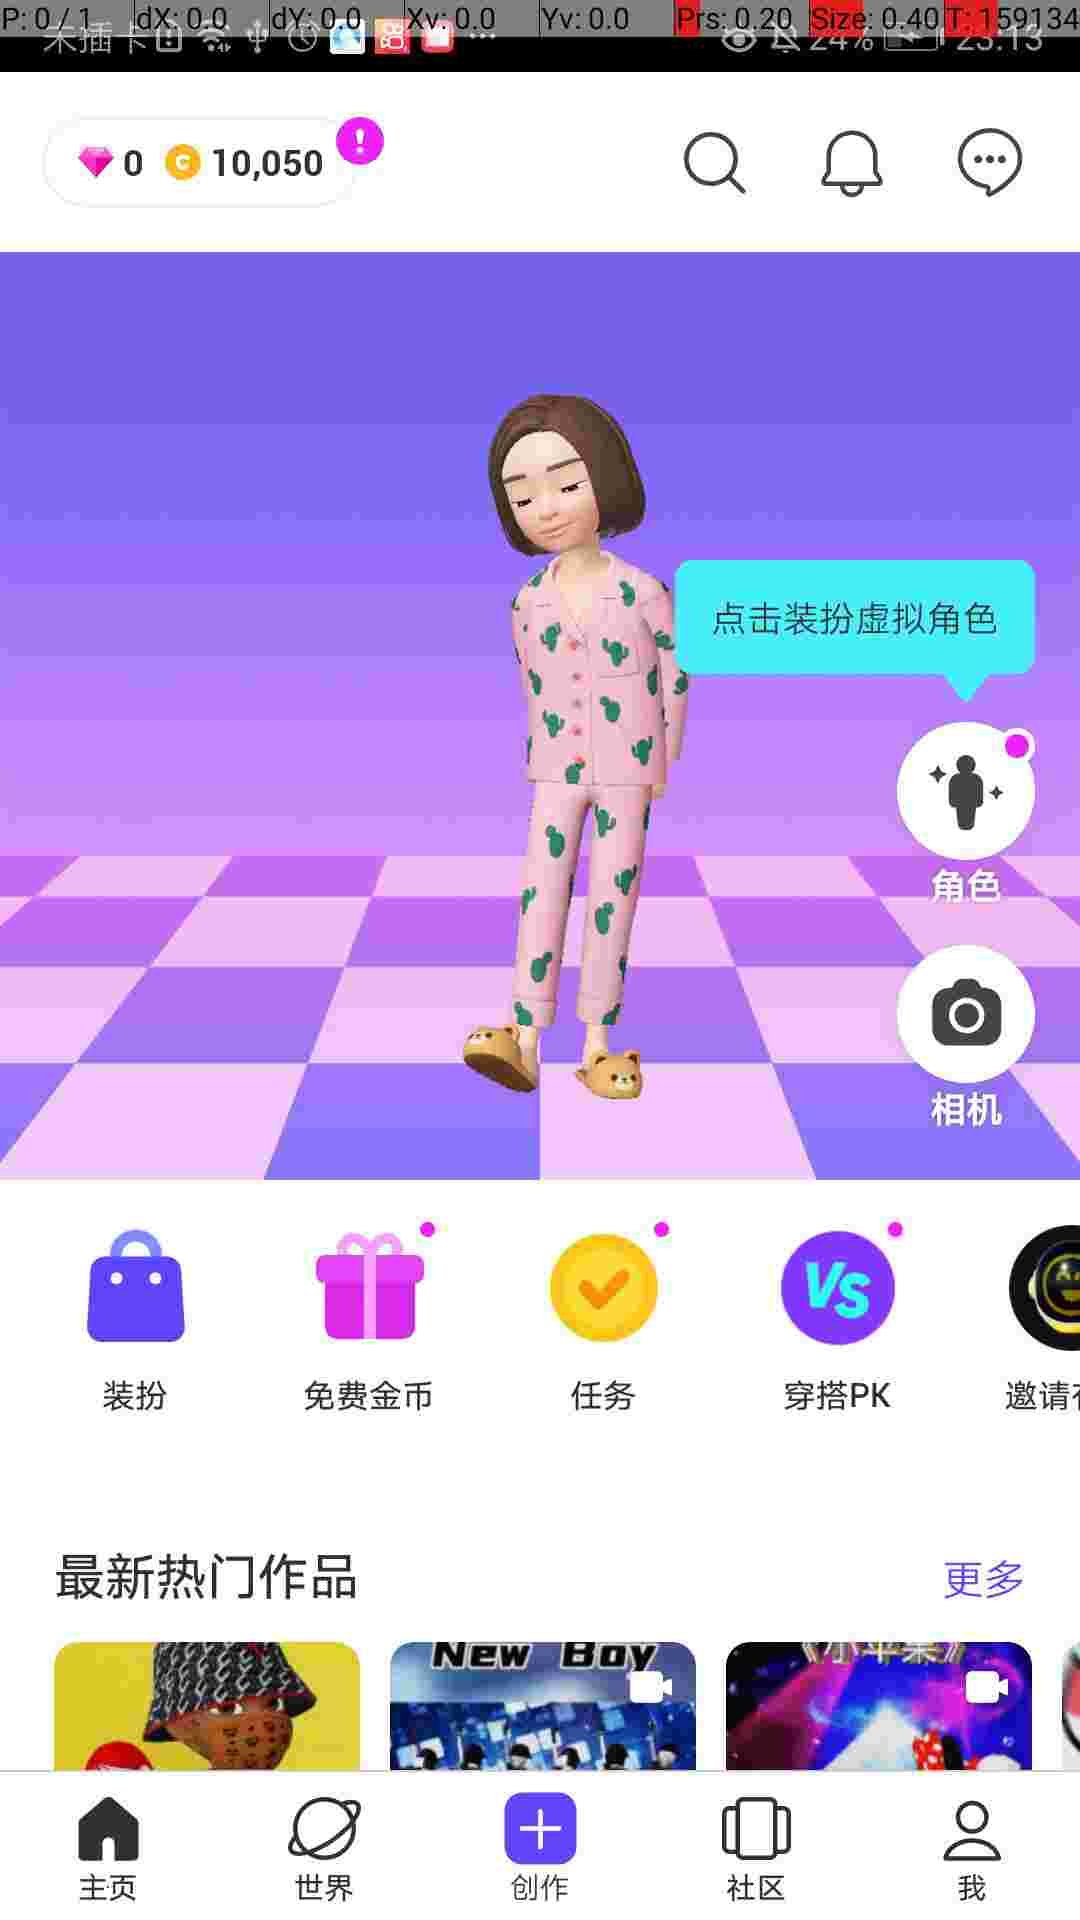 P: 0 / 1 dX: 0.0 dY: 0.0 Xv: 0.0 Yv: 0.0 Prs: 0.20 Size: 0.40 T: 159134
未插卡 24% 23:13
0 10,050
点击装扮虚拟角色
角色
相机
VS
装扮 免费金币 任务 穿搭PK 邀请
最新热门作品 更多
New Boy 《小苹果》
主页 世界 创作 社区 我